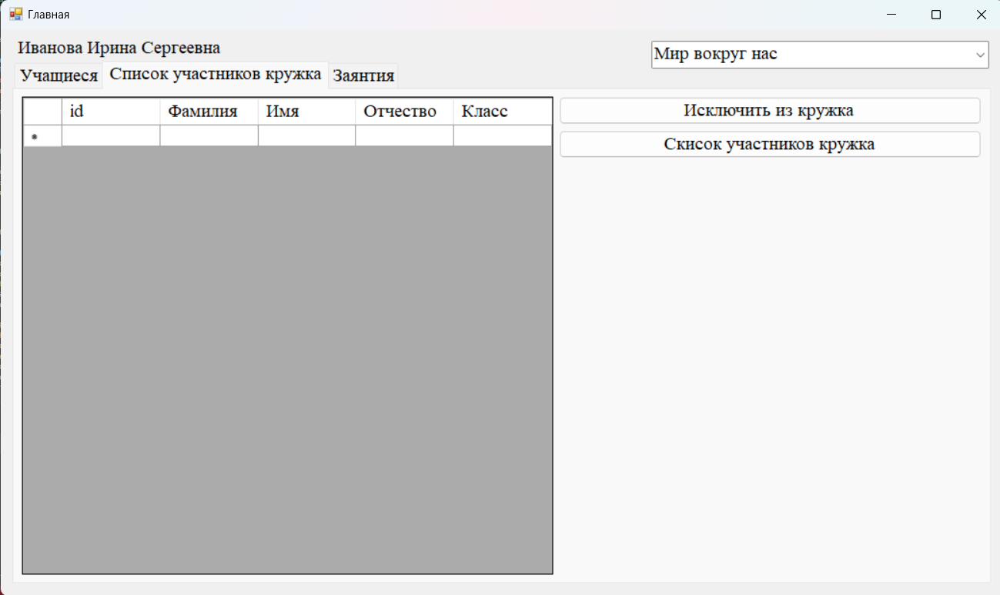 Главная
Иванова Ирина Сергеевна
Мир вокруг нас
Учащиеся Список участников кружка Заянтия
id Фамилия Имя Отчество Класс
*
Исключить из кружка
Скисок участников кружка